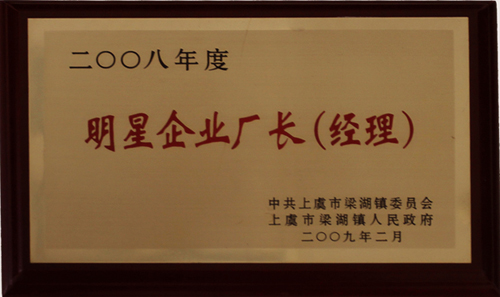 二〇〇八年度
明星企业厂长(经理)
中共上虞市梁湖镇委员会
上虞市梁湖镇人民政府
二〇〇九年二月